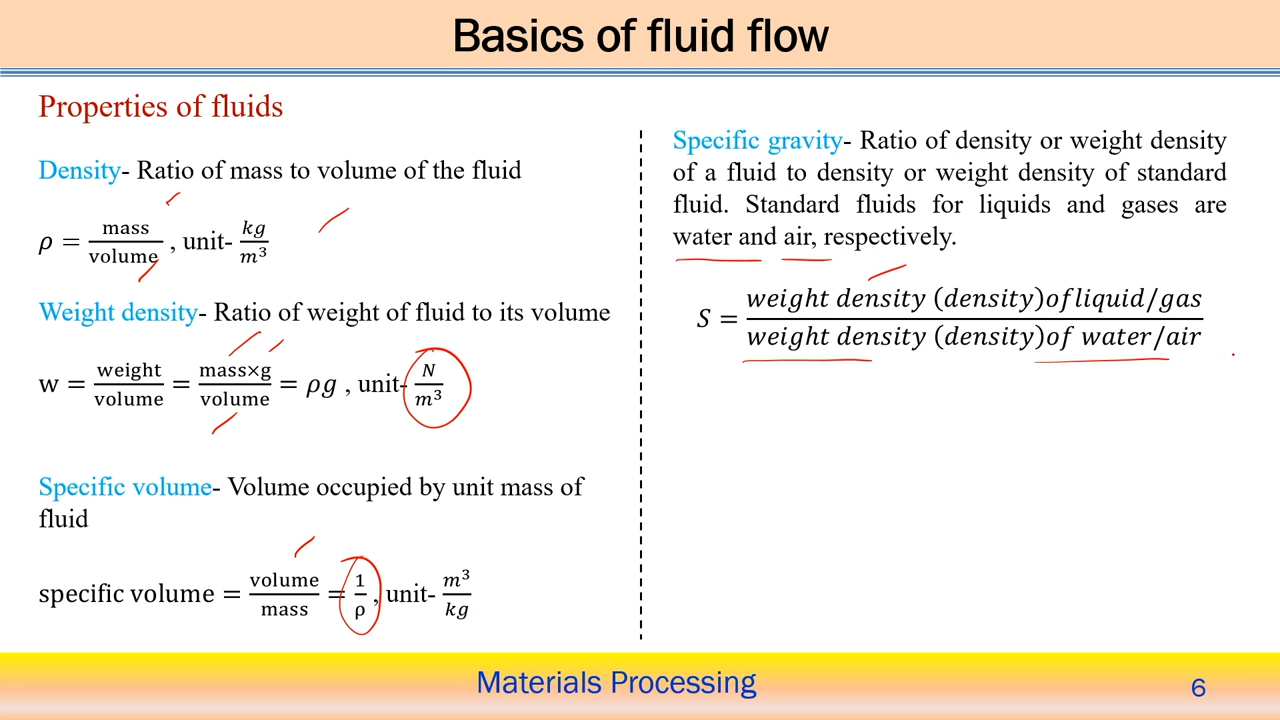 Basics of fluid flow
Properties of fluids
Density- Ratio of mass to volume of the fluid
ρ = mass/volume , unit- kg/m³
Weight density- Ratio of weight of fluid to its volume
w = weight/volume = mass×g/volume = ρg , unit- N/m³
Specific volume- Volume occupied by unit mass of
fluid
specific volume = volume/mass = 1/ρ , unit- m³/kg
Specific gravity- Ratio of density or weight density
of a fluid to density or weight density of standard
fluid. Standard fluids for liquids and gases are
water and air, respectively.
S = weight density (density)ofliquid/gas / weight density (density)of water/air
Materials Processing
6